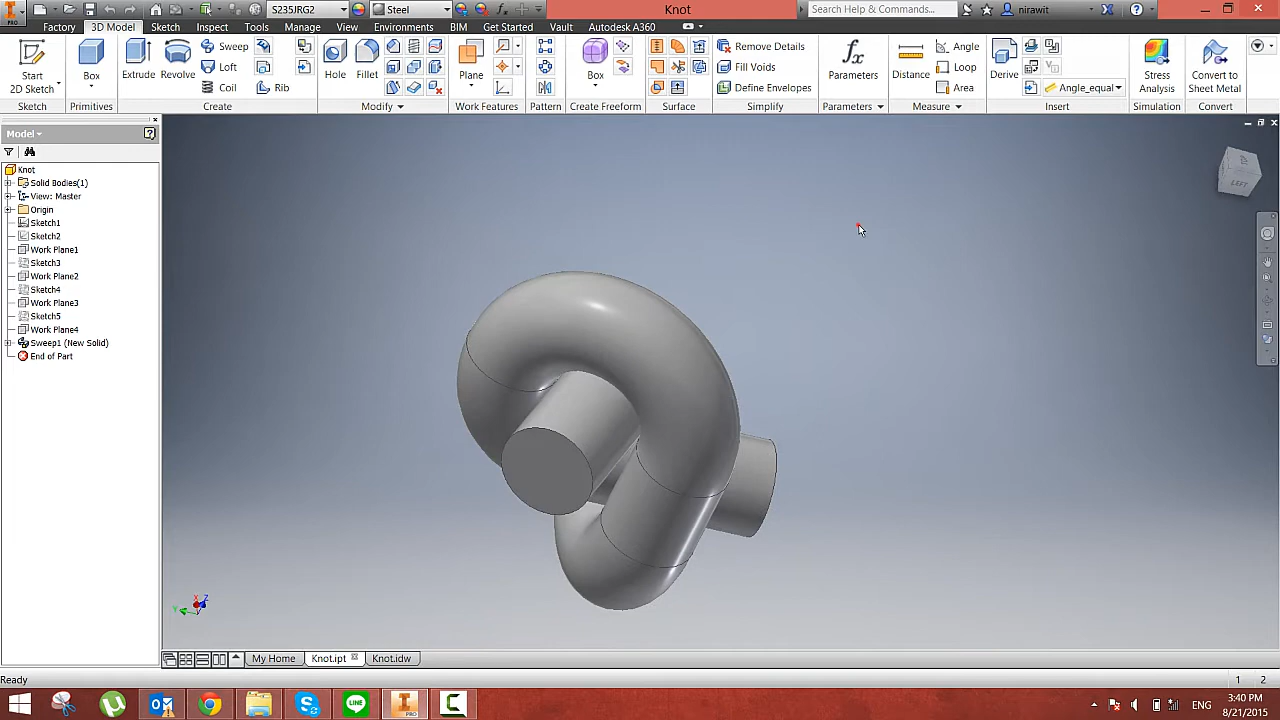 S235JRG2 Steel Knot Search Help & Commands... nirawit
PRO Factory 3D Model Sketch Inspect Tools Manage View Environments BIM Get Started Vault Autodesk A360
Start
2D Sketch
Box
Extrude Revolve
Sweep
Loft
Coil
Rib
Hole Fillet
Plane
Box
Remove Details
Fill Voids
Define Envelopes
fx
Parameters
Distance
Angle
Loop
Area
Derive
Angle_equal
Stress
Analysis
Convert to
Sheet Metal
Sketch Primitives Create Modify Work Features Pattern Create Freeform Surface Simplify Parameters Measure Insert Simulation Convert
Model
Knot
Solid Bodies(1)
View: Master
Origin
Sketch1
Sketch2
Work Plane1
Sketch3
Work Plane2
Sketch4
Work Plane3
Sketch5
Work Plane4
Sweep1 (New Solid)
End of Part
LEFT
X
Y
Z
My Home Knot.ipt Knot.idw
Ready 1 2
PRO
ENG
3:40 PM
8/21/2015